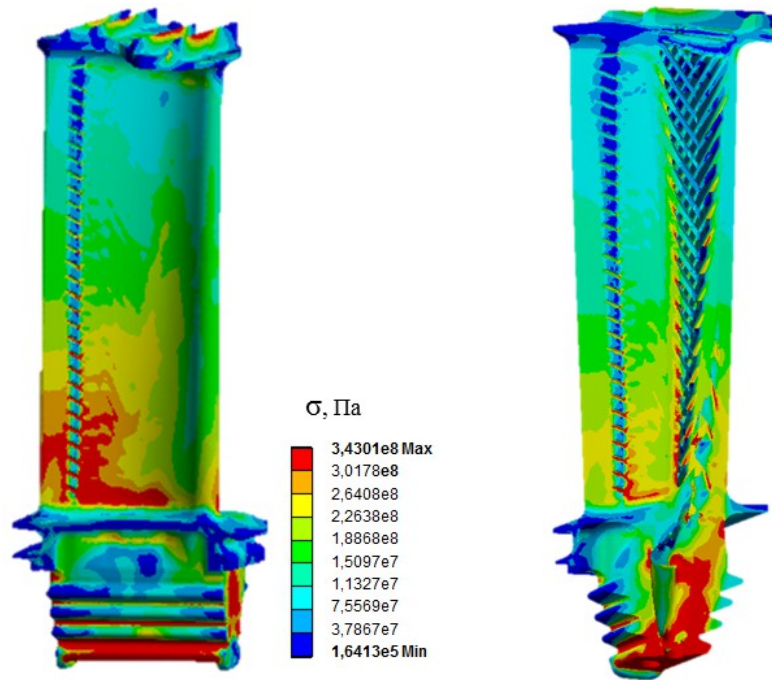 σ, Па
3,4301e8 Max
3,0178e8
2,6408e8
2,2638e8
1,8868e8
1,5097e7
1,1327e7
7,5569e7
3,7867e7
1,6413e5 Min